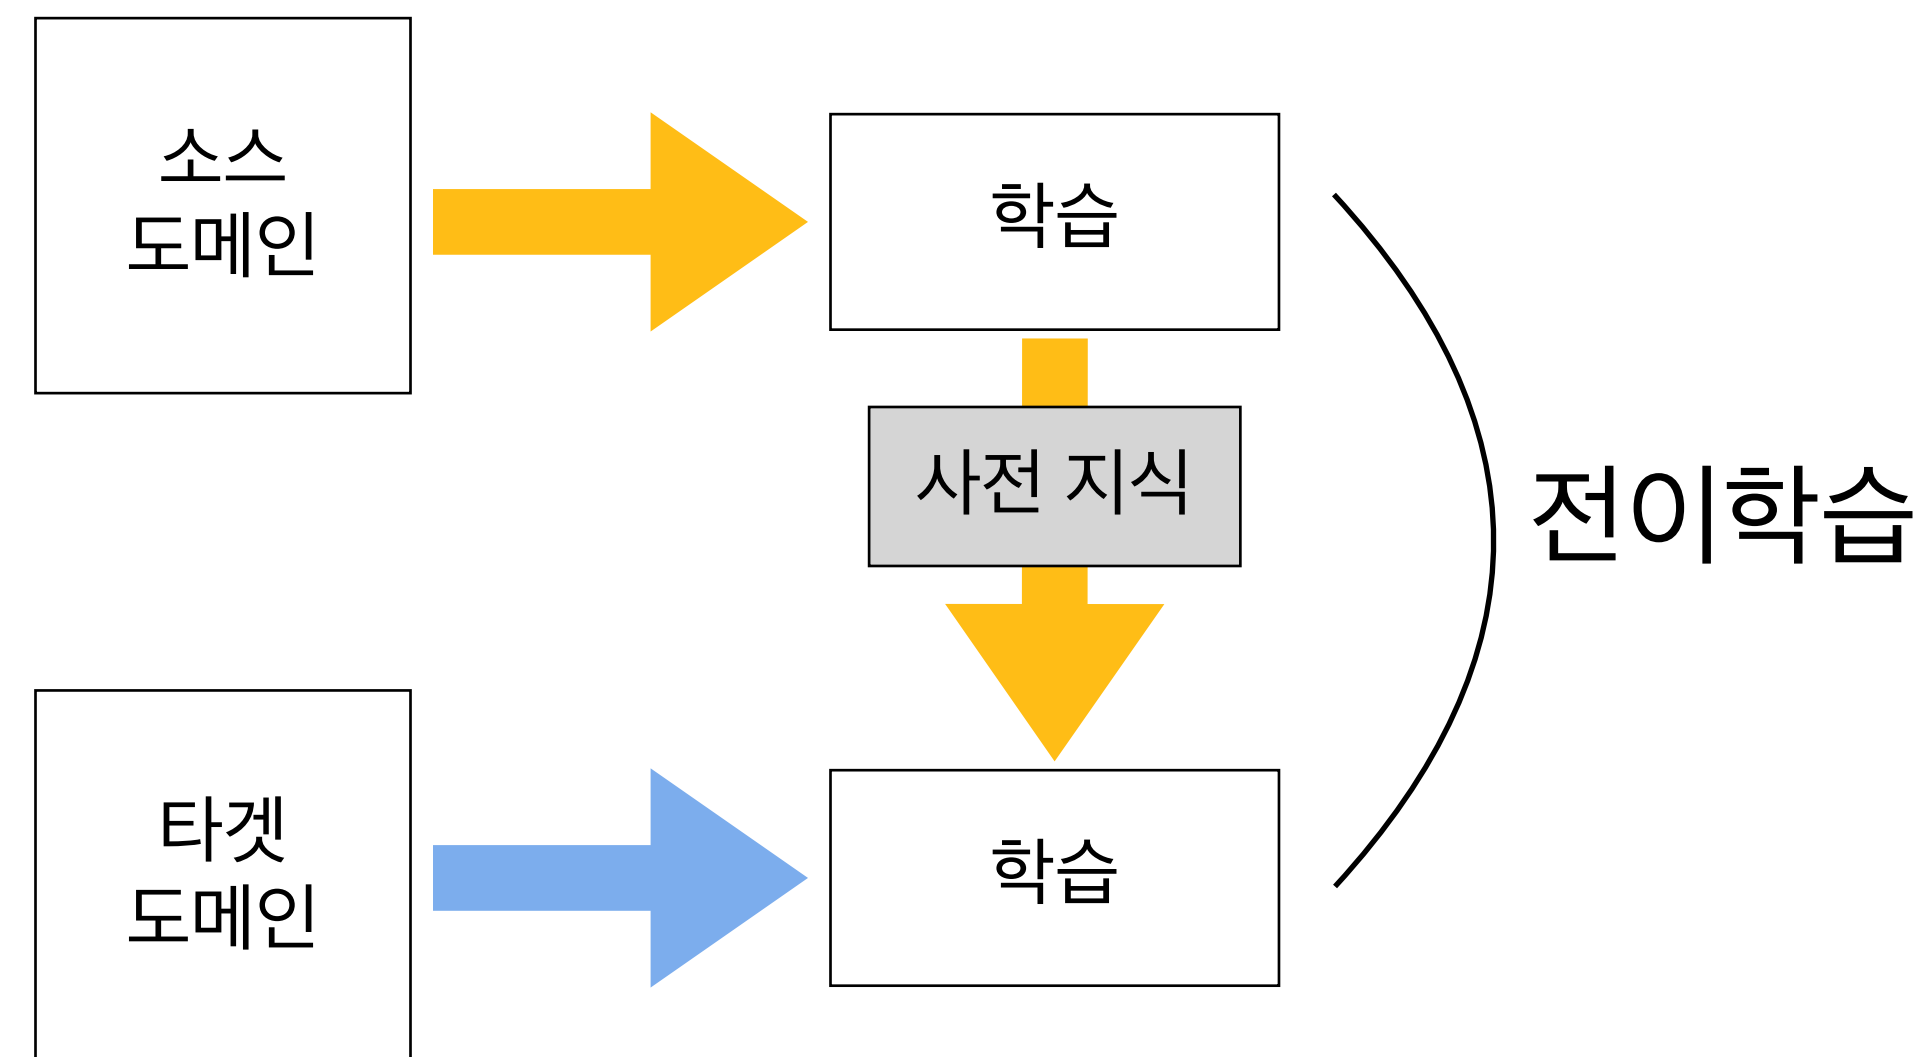 소스
도메인
학습
사전 지식
전이학습
타겟
도메인
학습